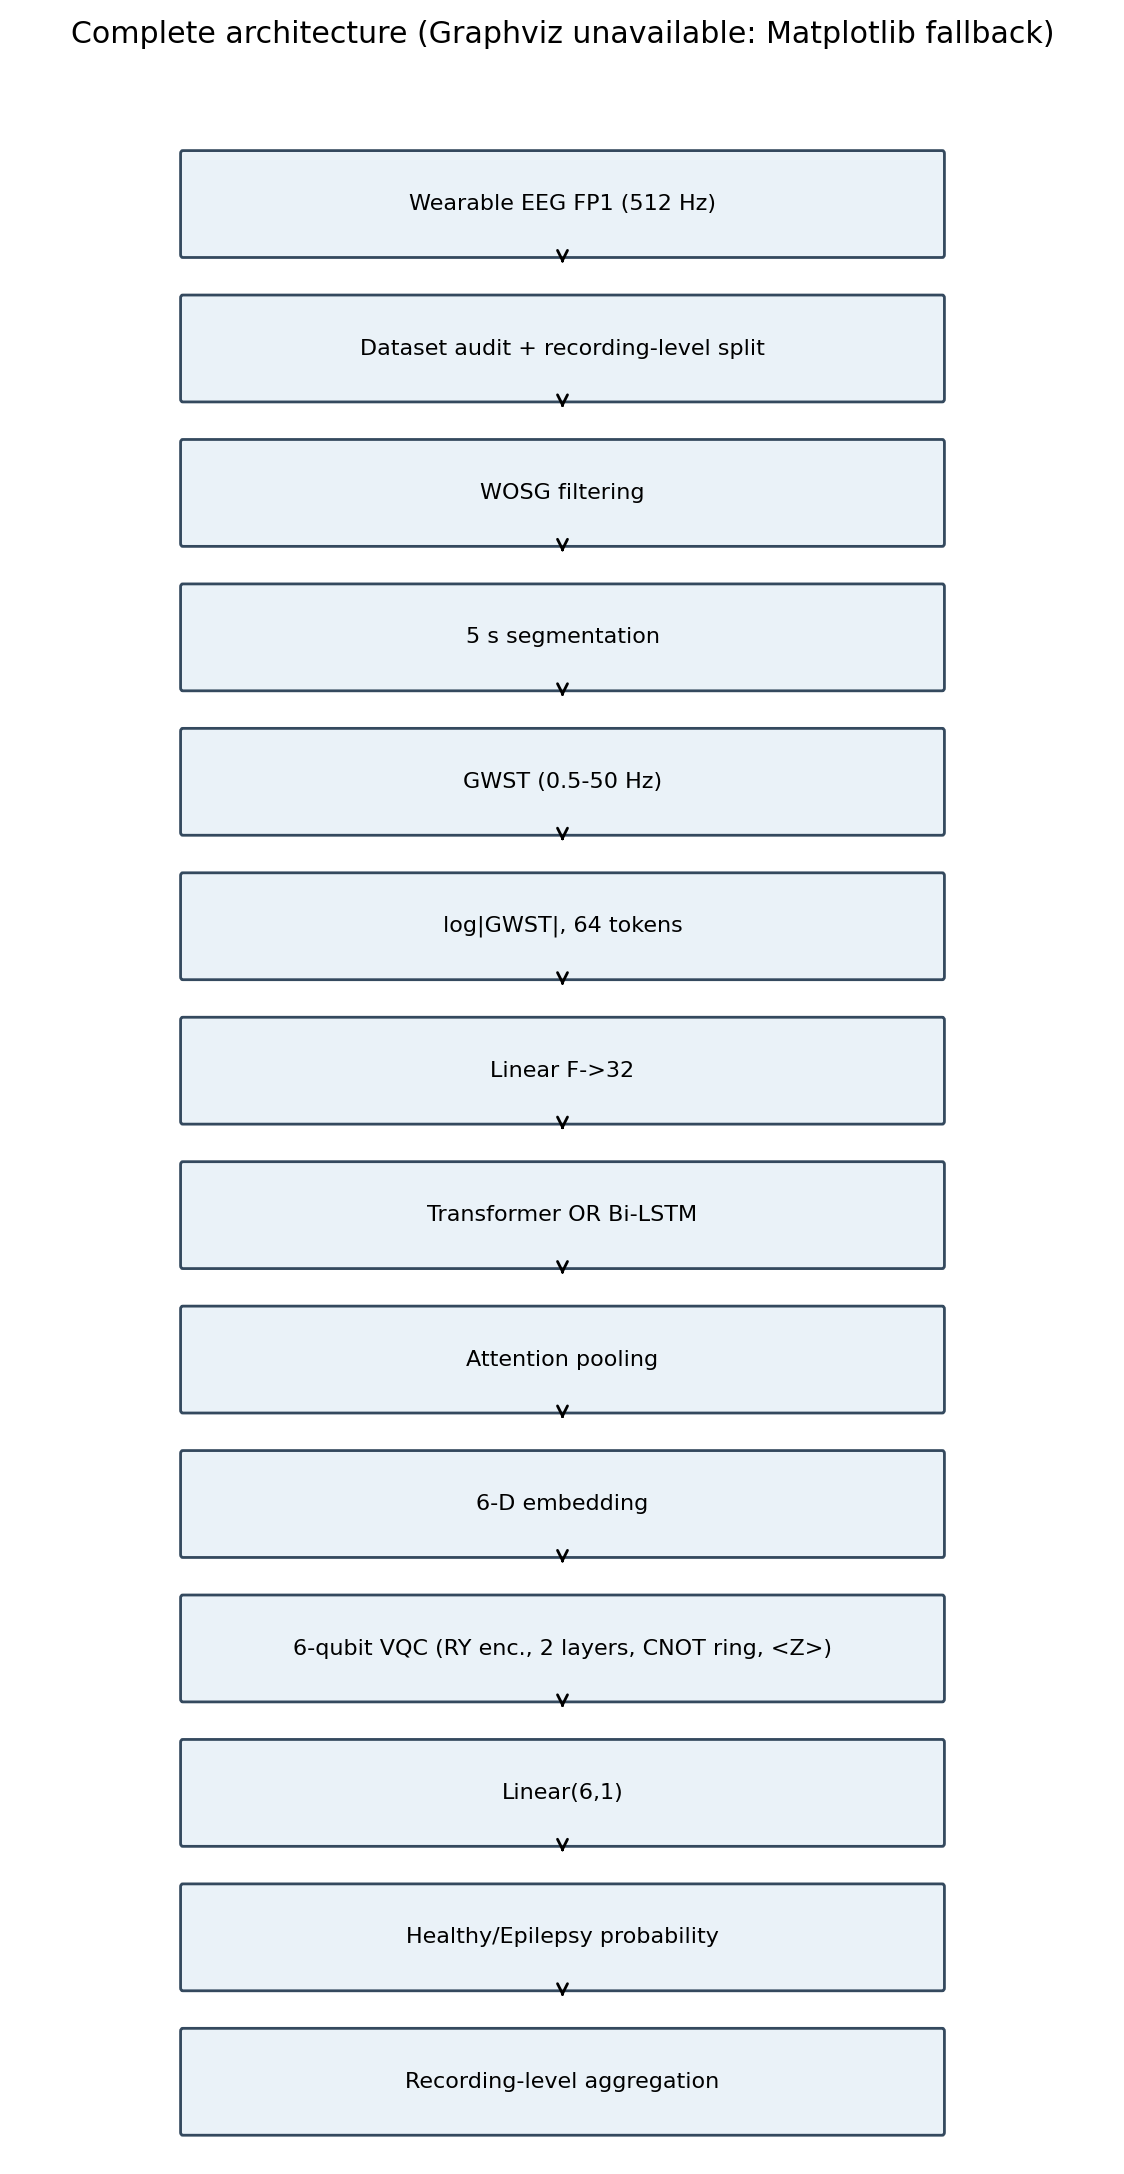 Complete architecture (Graphviz unavailable: Matplotlib fallback)
Wearable EEG FP1 (512 Hz)
Dataset audit + recording-level split
WOSG filtering
5 s segmentation
GWST (0.5-50 Hz)
log|GWST|, 64 tokens
Linear F->32
Transformer OR Bi-LSTM
Attention pooling
6-D embedding
6-qubit VQC (RY enc., 2 layers, CNOT ring, <Z>)
Linear(6,1)
Healthy/Epilepsy probability
Recording-level aggregation